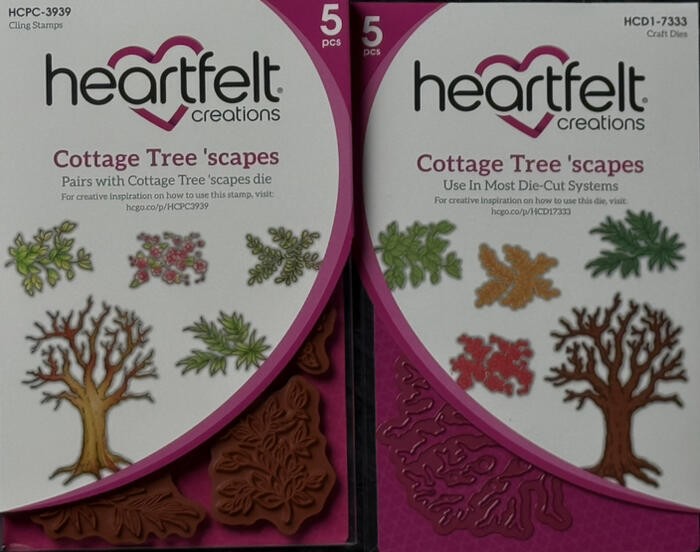 HCPC-3939
Cling Stamps
5
pcs
heartfelt
creations
Cottage Tree 'scapes
Pairs with Cottage Tree 'scapes die
For creative inspiration on how to use this stamp, visit:
hcgo.co/p/HCPC3939
5
pcs
HCD1-7333
Craft Dies
heartfelt
creations
Cottage Tree 'scapes
Use In Most Die-Cut Systems
For creative inspiration on how to use this die, visit:
hcgo.co/p/HCD17333